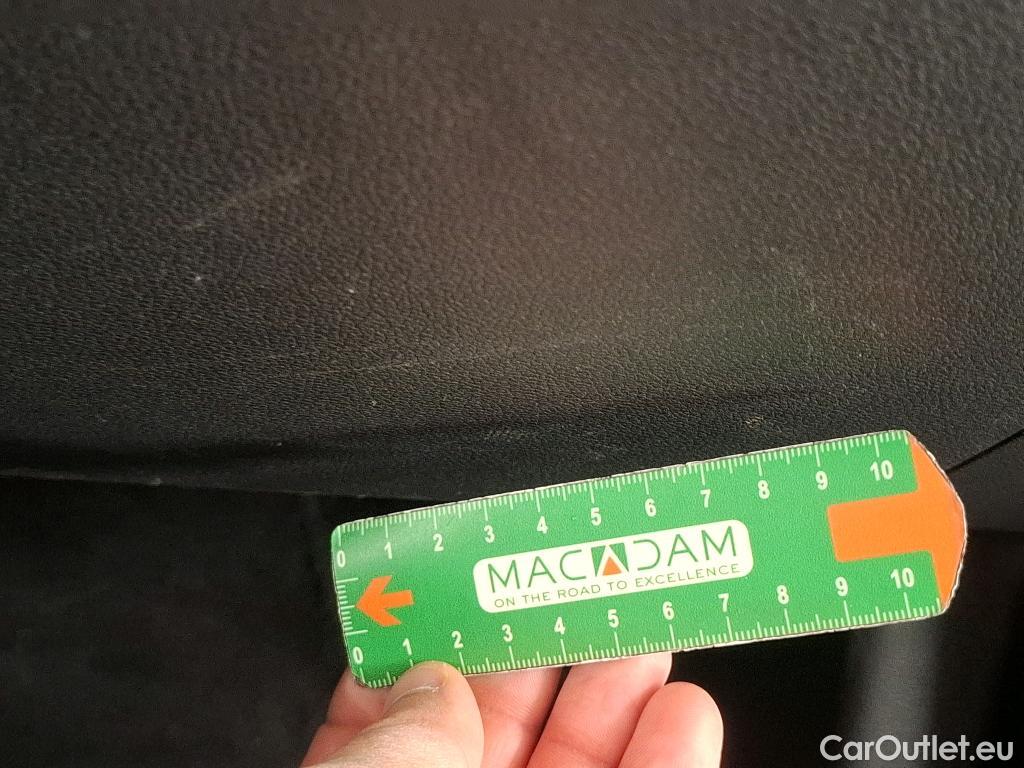 0 1 2 3 4 5 6 7 8 9 10
MACADAM
ON THE ROAD TO EXCELLENCE
0 1 2 3 4 5 6 7 8 9 10
CarOutlet.eu